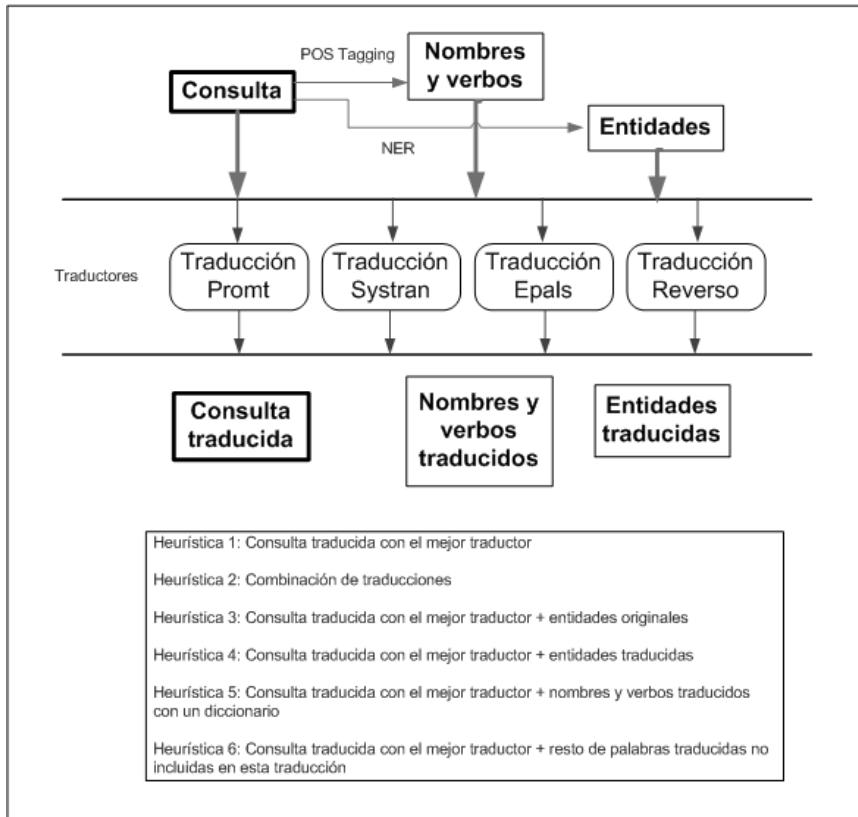 POS Tagging
Nombres
y verbos
Consulta
Entidades
NER
Traductores
Traducción
Promt
Traducción
Systran
Traducción
Epals
Traducción
Reverso
Consulta
traducida
Nombres y
verbos
traducidos
Entidades
traducidas
Heurística 1: Consulta traducida con el mejor traductor
Heurística 2: Combinación de traducciones
Heurística 3: Consulta traducida con el mejor traductor + entidades originales
Heurística 4: Consulta traducida con el mejor traductor + entidades traducidas
Heurística 5: Consulta traducida con el mejor traductor + nombres y verbos traducidos
con un diccionario
Heurística 6: Consulta traducida con el mejor traductor + resto de palabras traducidas no
incluidas en esta traducción